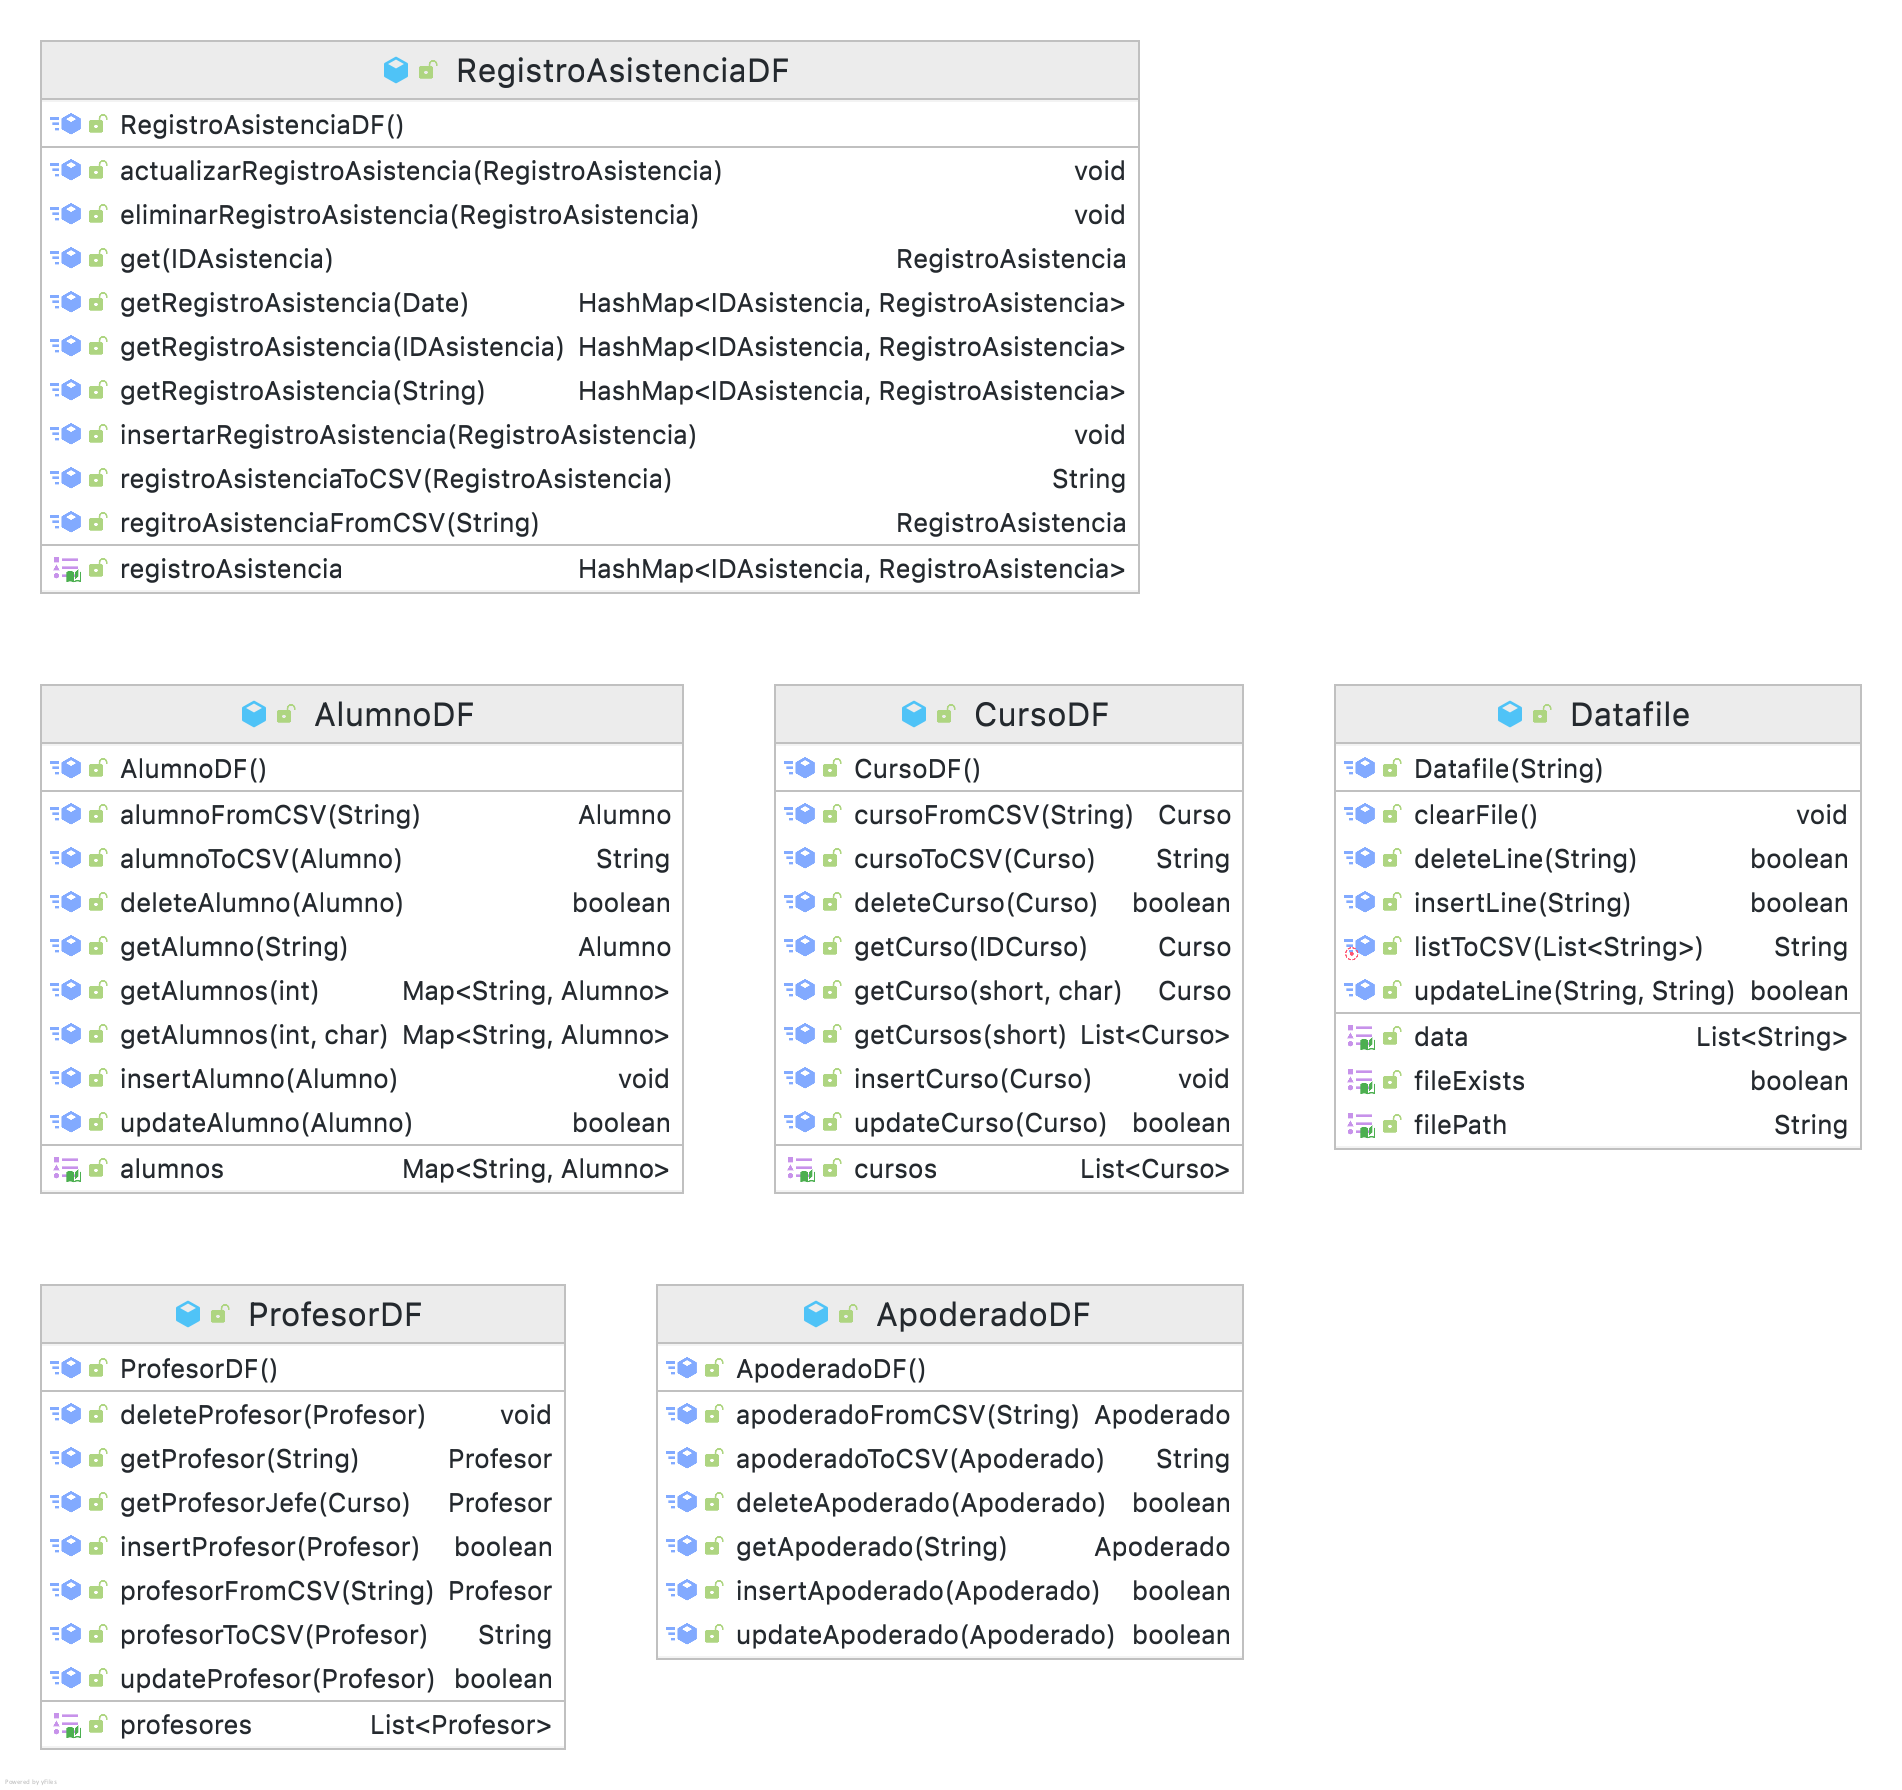 RegistroAsistenciaDF
RegistroAsistenciaDF()
actualizarRegistroAsistencia(RegistroAsistencia) void
eliminarRegistroAsistencia(RegistroAsistencia) void
get(IDAsistencia) RegistroAsistencia
getRegistroAsistencia(Date) HashMap<IDAsistencia, RegistroAsistencia>
getRegistroAsistencia(IDAsistencia) HashMap<IDAsistencia, RegistroAsistencia>
getRegistroAsistencia(String) HashMap<IDAsistencia, RegistroAsistencia>
insertarRegistroAsistencia(RegistroAsistencia) void
registroAsistenciaToCSV(RegistroAsistencia) String
regitroAsistenciaFromCSV(String) RegistroAsistencia
registroAsistencia HashMap<IDAsistencia, RegistroAsistencia>
AlumnoDF
AlumnoDF()
alumnoFromCSV(String) Alumno
alumnoToCSV(Alumno) String
deleteAlumno(Alumno) boolean
getAlumno(String) Alumno
getAlumnos(int) Map<String, Alumno>
getAlumnos(int, char) Map<String, Alumno>
insertAlumno(Alumno) void
updateAlumno(Alumno) boolean
alumnos Map<String, Alumno>
CursoDF
CursoDF()
cursoFromCSV(String) Curso
cursoToCSV(Curso) String
deleteCurso(Curso) boolean
getCurso(IDCurso) Curso
getCurso(short, char) Curso
getCursos(short) List<Curso>
insertCurso(Curso) void
updateCurso(Curso) boolean
cursos List<Curso>
Datafile
Datafile(String)
clearFile() void
deleteLine(String) boolean
insertLine(String) boolean
listToCSV(List<String>) String
updateLine(String, String) boolean
data List<String>
fileExists boolean
filePath String
ProfesorDF
ProfesorDF()
deleteProfesor(Profesor) void
getProfesor(String) Profesor
getProfesorJefe(Curso) Profesor
insertProfesor(Profesor) boolean
profesorFromCSV(String) Profesor
profesorToCSV(Profesor) String
updateProfesor(Profesor) boolean
profesores List<Profesor>
ApoderadoDF
ApoderadoDF()
apoderadoFromCSV(String) Apoderado
apoderadoToCSV(Apoderado) String
deleteApoderado(Apoderado) boolean
getApoderado(String) Apoderado
insertApoderado(Apoderado) boolean
updateApoderado(Apoderado) boolean
Powered by yFiles